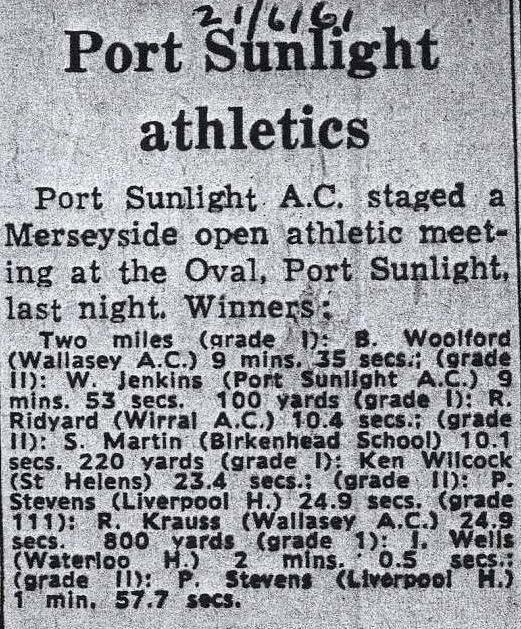 21/6/61
Port Sunlight
athletics
Port Sunlight A.C. staged a
Merseyside open athletic meet-
ing at the Oval, Port Sunlight,
last night. Winners:
Two miles (grade I): B. Woolford
(Wallasey A.C.) 9 mins. 35 secs.; (grade
II): W. Jenkins (Port Sunlight A.C.) 9
mins. 53 secs. 100 yards (grade I): R.
Ridyard (Wirral A.C.) 10.4 secs.; (grade
II): S. Martin (Birkenhead School) 10.1
secs. 220 yards (grade I): Ken Wilcock
(St Helens) 23.4 secs.: (grade II): P.
Stevens (Liverpool H.) 24.9 secs. (grade
111): R. Krauss (Wallasey A.C.) 24.9
secs. 800 yards (grade 1): J. Wells
(Waterloo H.) 2 mins. 0.5 secs.;
(grade II): P. Stevens (Liverpool H.)
1 min. 57.7 secs.